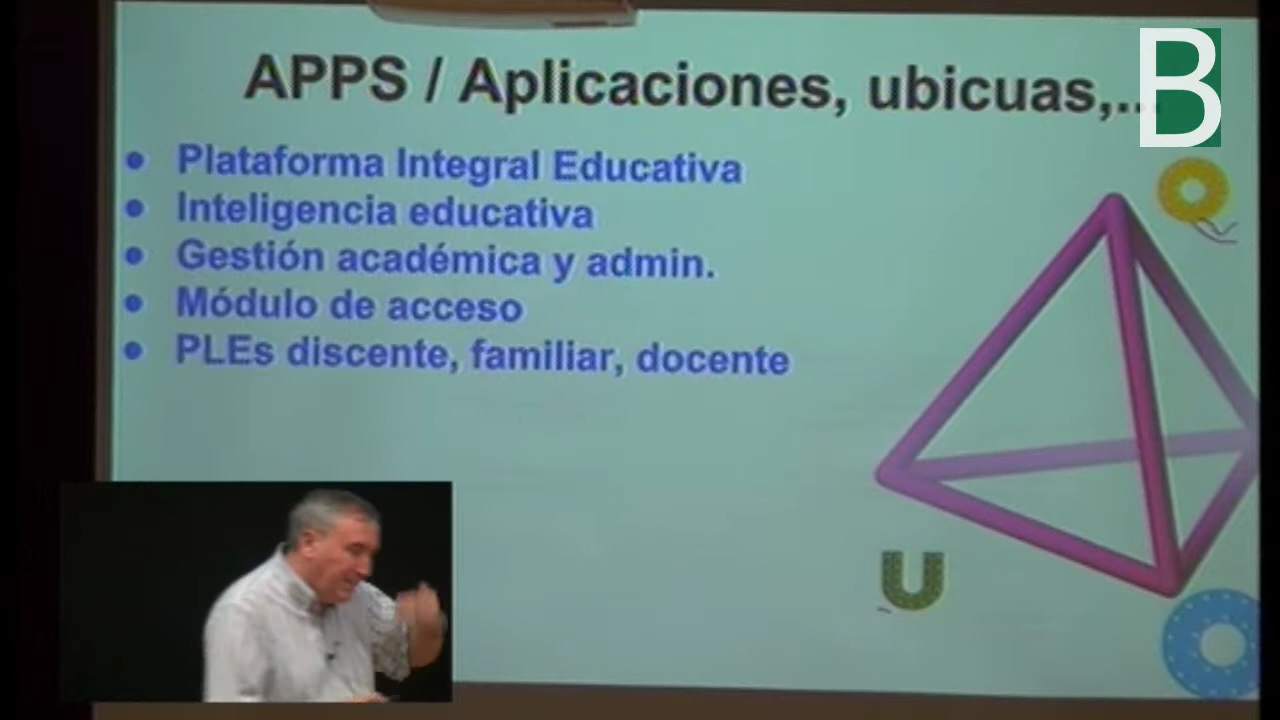 APPS / Aplicaciones, ubicuas,...
B
• Plataforma Integral Educativa
• Inteligencia educativa
• Gestión académica y admin.
• Módulo de acceso
• PLEs discente, familiar, docente
U